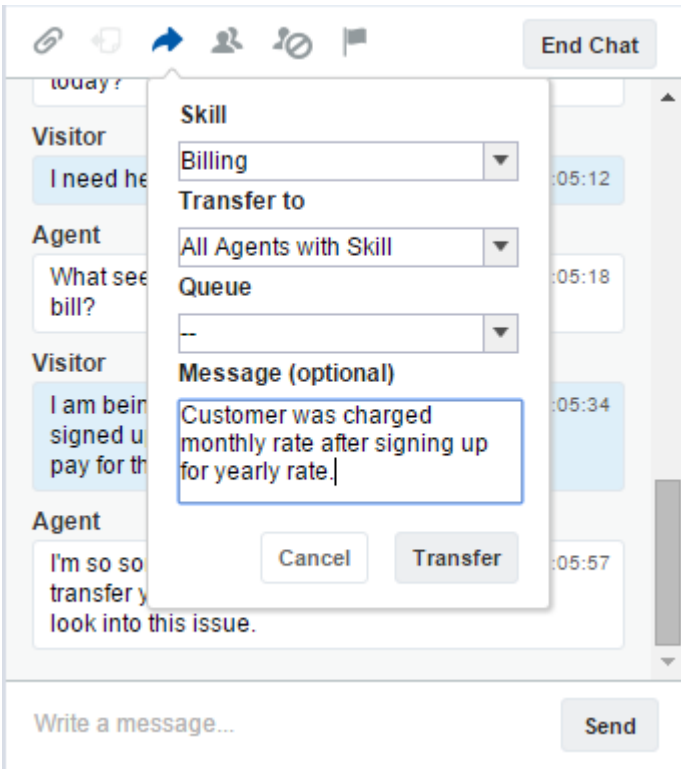 End Chat
today?
Visitor
I need he
:05:12
Agent
What see
bill?
:05:18
Visitor
I am bein
signed u
pay for th
:05:34
Agent
I'm so so
transfer y
look into this issue.
:05:57
Skill
Billing
Transfer to
All Agents with Skill
Queue
--
Message (optional)
Customer was charged
monthly rate after signing up
for yearly rate.
Cancel
Transfer
Write a message...
Send